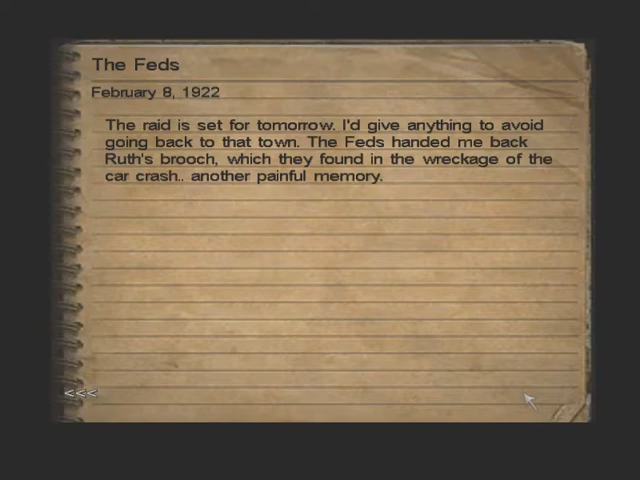 The Feds
February 8, 1922
The raid is set for tomorrow. I'd give anything to avoid
going back to that town. The Feds handed me back
Ruth's brooch, which they found in the wreckage of the
car crash.. another painful memory.
<<<